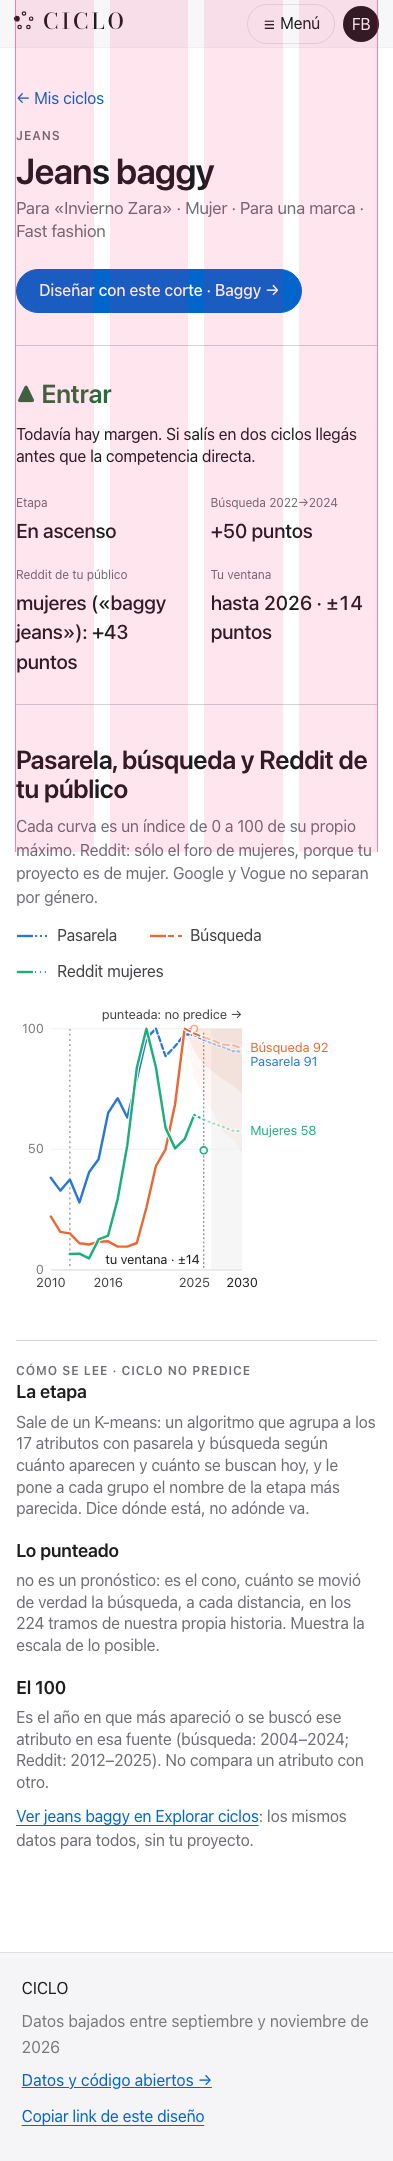 CICLO
≡ Menú
FB
← Mis ciclos
JEANS
Jeans baggy
Para «Invierno Zara» · Mujer · Para una marca ·
Fast fashion
Diseñar con este corte · Baggy →
▲ Entrar
Todavía hay margen. Si salís en dos ciclos llegás
antes que la competencia directa.
Etapa
En ascenso
Búsqueda 2022→2024
+50 puntos
Reddit de tu público
mujeres («baggy
jeans»): +43
puntos
Tu ventana
hasta 2026 · ±14
puntos
Pasarela, búsqueda y Reddit de
tu público
Cada curva es un índice de 0 a 100 de su propio
máximo. Reddit: sólo el foro de mujeres, porque tu
proyecto es de mujer. Google y Vogue no separan
por género.
Pasarela
Búsqueda
Reddit mujeres
punteada: no predice →
100
Búsqueda 92
Pasarela 91
Mujeres 58
50
tu ventana · ±14
0
2010
2016
2025
2030
CÓMO SE LEE · CICLO NO PREDICE
La etapa
Sale de un K-means: un algoritmo que agrupa a los
17 atributos con pasarela y búsqueda según
cuánto aparecen y cuánto se buscan hoy, y le
pone a cada grupo el nombre de la etapa más
parecida. Dice dónde está, no adónde va.
Lo punteado
no es un pronóstico: es el cono, cuánto se movió
de verdad la búsqueda, a cada distancia, en los
224 tramos de nuestra propia historia. Muestra la
escala de lo posible.
El 100
Es el año en que más apareció o se buscó ese
atributo en esa fuente (búsqueda: 2004–2024;
Reddit: 2012–2025). No compara un atributo con
otro.
Ver jeans baggy en Explorar ciclos: los mismos
datos para todos, sin tu proyecto.
CICLO
Datos bajados entre septiembre y noviembre de
2026
Datos y código abiertos →
Copiar link de este diseño